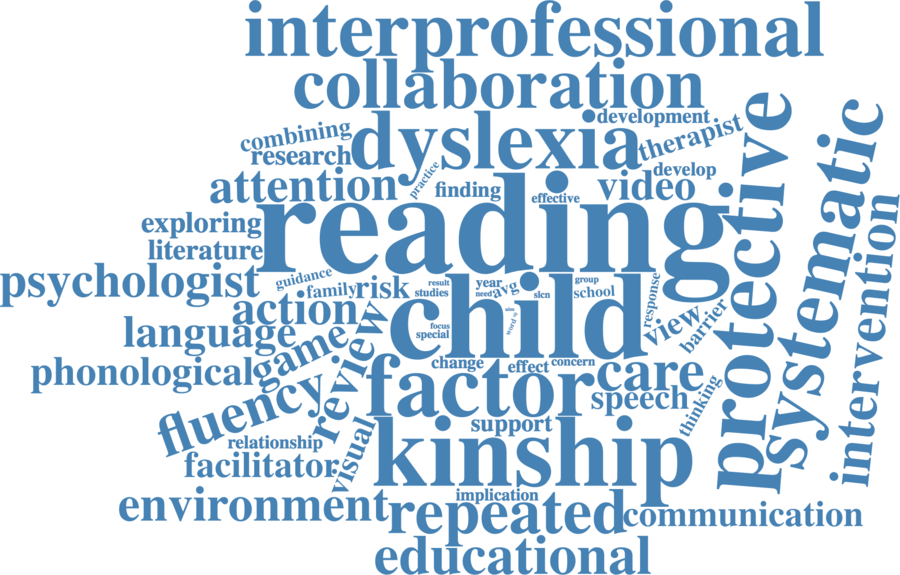 interprofessional
collaboration
development
combining
dyslexia
therapist
protective
systematic
research
practice
finding
develop
attention
effective
video
reading
intervention
exploring
literature
psychologist
guidance
family
risk
result
studies
year
need
avg
sicn
group
school
response
child
action
view
barrier
language
focus
special
word
game
review
change
effect
concern
phonological
factor
care
thinking
speech
fluency
support
kinship
relationship
visual
facilitator
implication
environment
repeated
communication
educational